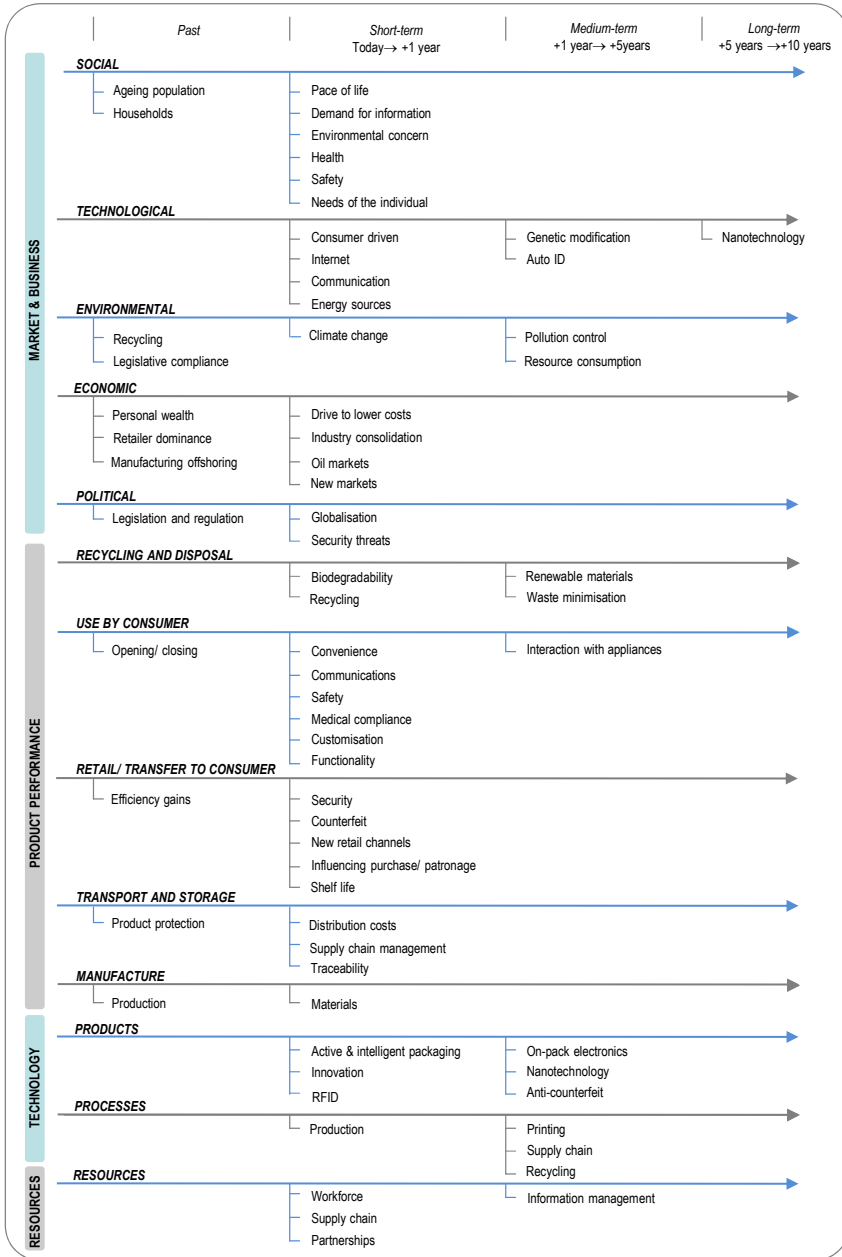 Past
Short-term
Today→ +1 year
Medium-term
+1 year→ +5years
Long-term
+5 years →+10 years
MARKET & BUSINESS
SOCIAL
Ageing population
Households
Pace of life
Demand for information
Environmental concern
Health
Safety
Needs of the individual
TECHNOLOGICAL
Consumer driven
Internet
Communication
Energy sources
Genetic modification
Auto ID
Nanotechnology
ENVIRONMENTAL
Recycling
Legislative compliance
Climate change
Pollution control
Resource consumption
ECONOMIC
Personal wealth
Retailer dominance
Manufacturing offshoring
Drive to lower costs
Industry consolidation
Oil markets
New markets
POLITICAL
Legislation and regulation
Globalisation
Security threats
PRODUCT PERFORMANCE
RECYCLING AND DISPOSAL
Biodegradability
Recycling
Renewable materials
Waste minimisation
USE BY CONSUMER
Opening/ closing
Convenience
Communications
Safety
Medical compliance
Customisation
Functionality
Interaction with appliances
RETAIL/ TRANSFER TO CONSUMER
Efficiency gains
Security
Counterfeit
New retail channels
Influencing purchase/ patronage
Shelf life
TRANSPORT AND STORAGE
Product protection
Distribution costs
Supply chain management
Traceability
MANUFACTURE
Production
Materials
TECHNOLOGY
PRODUCTS
Active & intelligent packaging
Innovation
RFID
On-pack electronics
Nanotechnology
Anti-counterfeit
PROCESSES
Production
Printing
Supply chain
Recycling
RESOURCES
RESOURCES
Workforce
Supply chain
Partnerships
Information management